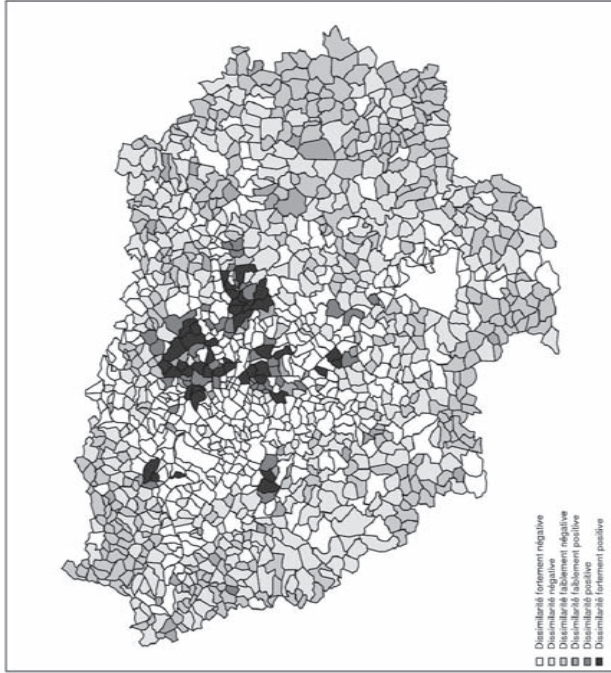 Dissimilarité fortement négative
Dissimilarité négative
Dissimilarité faiblement négative
Dissimilarité faiblement positive
Dissimilarité positive
Dissimilarité fortement positive